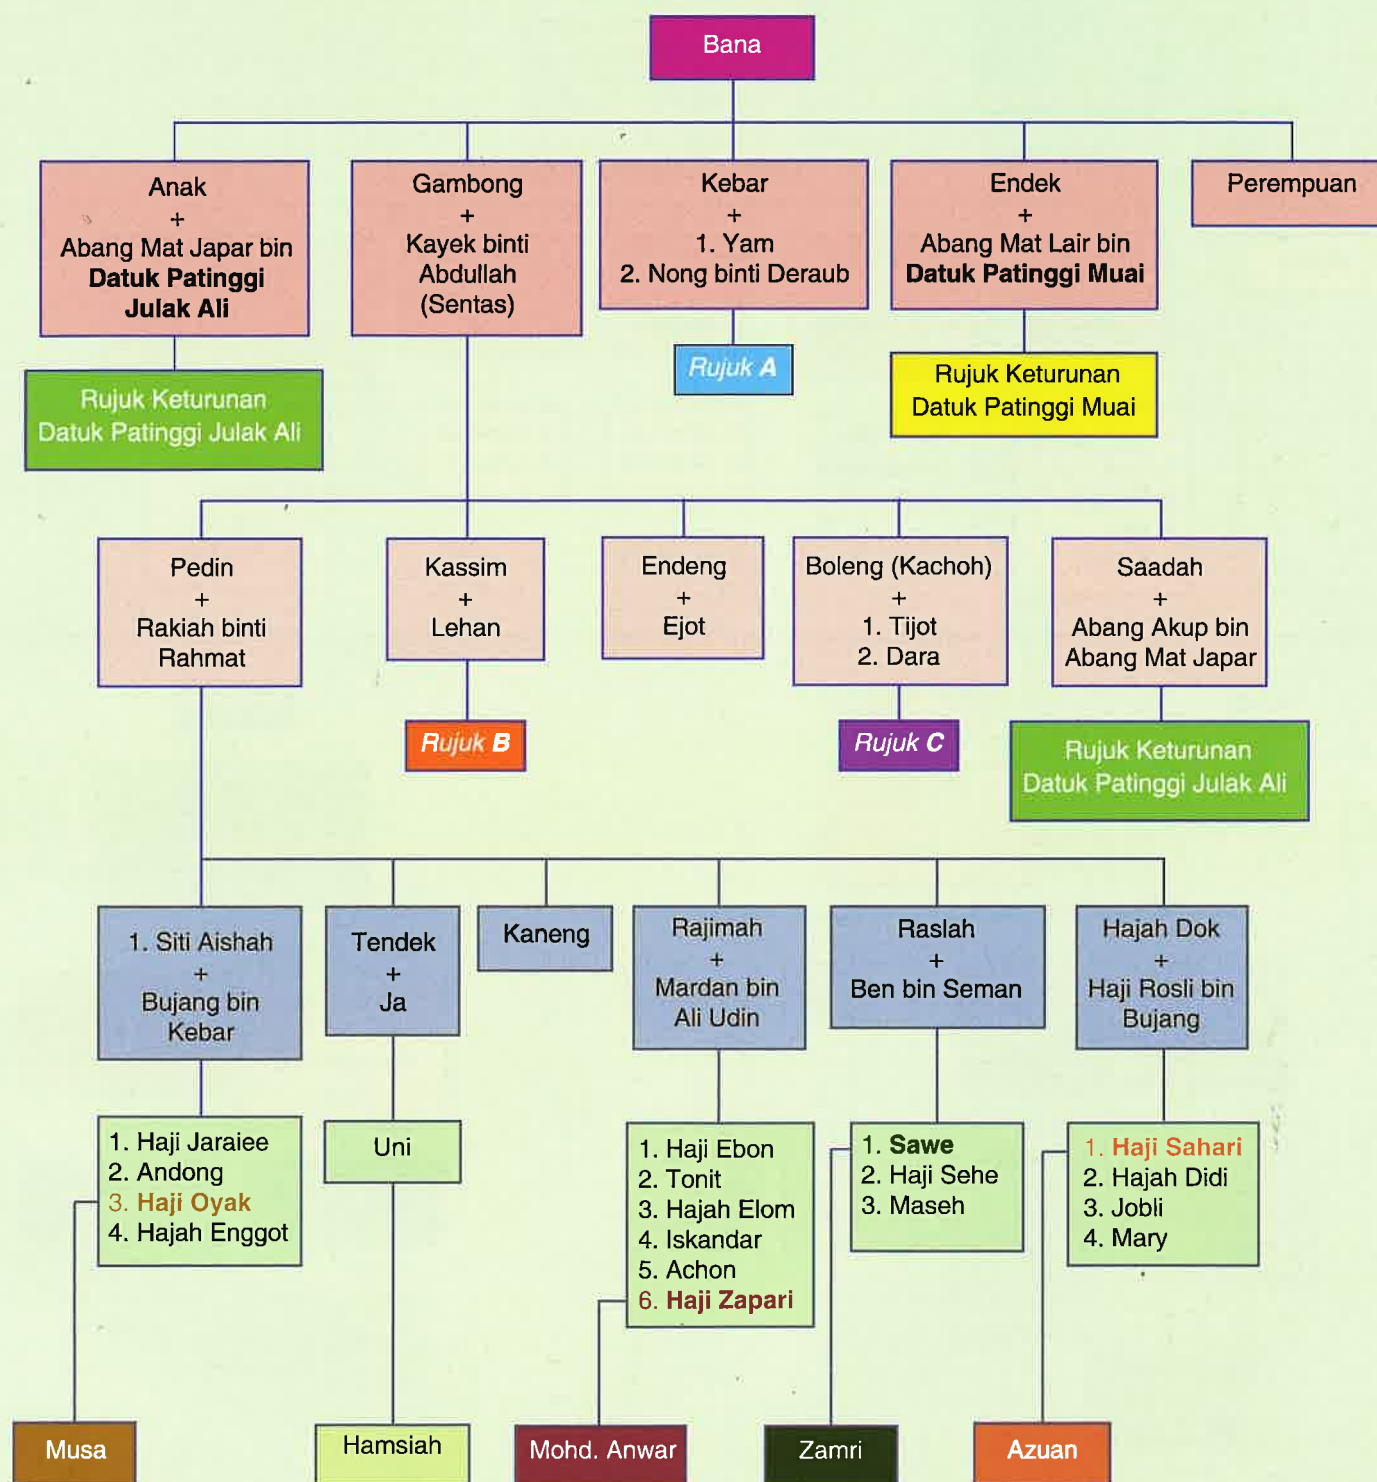 Bana
Anak
+
Abang Mat Japar bin
Datuk Patinggi
Julak Ali
Gambong
+
Kayek binti
Abdullah
(Sentas)
Kebar
+
1. Yam
2. Nong binti Deraub
Endek
+
Abang Mat Lair bin
Datuk Patinggi Muai
Perempuan
Rujuk Keturunan
Datuk Patinggi Julak Ali
Rujuk A
Rujuk Keturunan
Datuk Patinggi Muai
Pedin
+
Rakiah binti
Rahmat
Kassim
+
Lehan
Endeng
+
Ejot
Boleng (Kachoh)
+
1. Tijot
2. Dara
Saadah
+
Abang Akup bin
Abang Mat Japar
Rujuk B
Rujuk C
Rujuk Keturunan
Datuk Patinggi Julak Ali
1. Siti Aishah
+
Bujang bin
Kebar
Tendek
+
Ja
Kaneng
Rajimah
+
Mardan bin
Ali Udin
Raslah
+
Ben bin Seman
Hajah Dok
+
Haji Rosli bin
Bujang
1. Haji Jaraiee
2. Andong
3. Haji Oyak
4. Hajah Enggot
Uni
1. Haji Ebon
2. Tonit
3. Hajah Elom
4. Iskandar
5. Achon
6. Haji Zapari
1. Sawe
2. Haji Sehe
3. Maseh
1. Haji Sahari
2. Hajah Didi
3. Jobli
4. Mary
Musa
Hamsiah
Mohd. Anwar
Zamri
Azuan